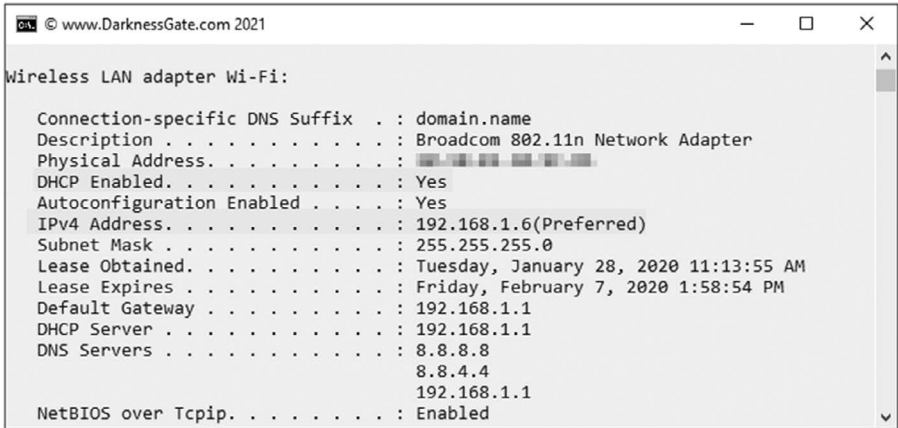 © www.DarknessGate.com 2021
Wireless LAN adapter Wi-Fi:
Connection-specific DNS Suffix . : domain.name
Description . . . . . . . . . . . : Broadcom 802.11n Network Adapter
Physical Address. . . . . . . . . :
DHCP Enabled. . . . . . . . . . . : Yes
Autoconfiguration Enabled . . . . : Yes
IPv4 Address. . . . . . . . . . . : 192.168.1.6(Preferred)
Subnet Mask . . . . . . . . . . . : 255.255.255.0
Lease Obtained. . . . . . . . . . : Tuesday, January 28, 2020 11:13:55 AM
Lease Expires . . . . . . . . . . : Friday, February 7, 2020 1:58:54 PM
Default Gateway . . . . . . . . . : 192.168.1.1
DHCP Server . . . . . . . . . . . : 192.168.1.1
DNS Servers . . . . . . . . . . . : 8.8.8.8
8.8.4.4
192.168.1.1
NetBIOS over Tcpip. . . . . . . . : Enabled